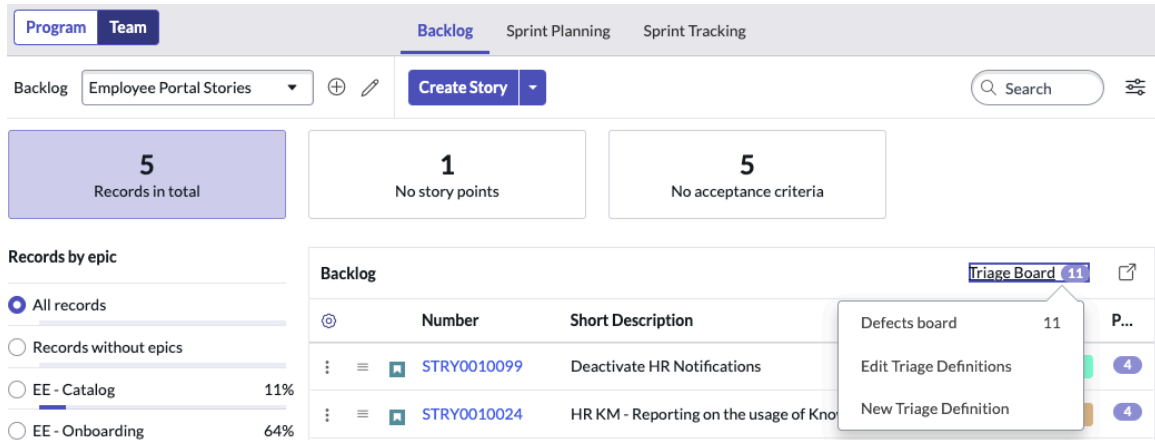 Program Team Backlog Sprint Planning Sprint Tracking
Backlog Employee Portal Stories Create Story Search
5 1 5
Records in total No story points No acceptance criteria
Records by epic
All records
Records without epics
EE - Catalog 11%
EE - Onboarding 64%
Backlog Triage Board 11
Number Short Description P...
STRY0010099 Deactivate HR Notifications 4
STRY0010024 HR KM - Reporting on the usage of 4
Defects board 11
Edit Triage Definitions
New Triage Definition